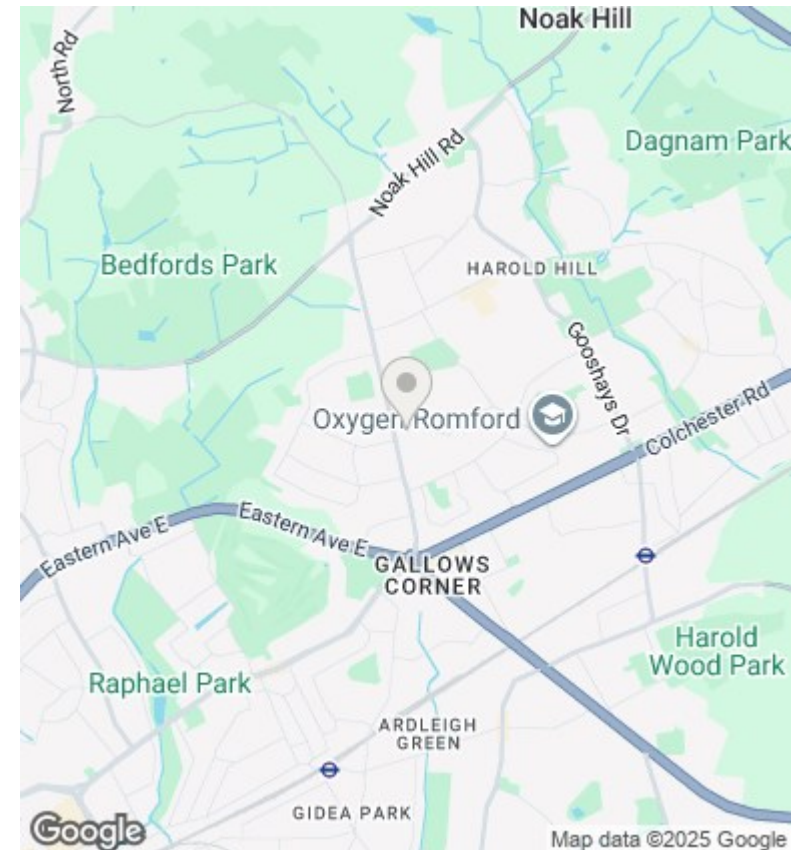 Noak Hill
North Rd
Dagnam Park
Noak Hill Rd
Bedfords Park
HAROLD HILL
Gooshays Dr
Oxygen Romford
Colchester Rd
Eastern Ave E
Eastern Ave E
GALLOWS
CORNER
Harold
Wood Park
Raphael Park
ARDLEIGH
GREEN
GIDEA PARK
Google
Map data ©2025 Google